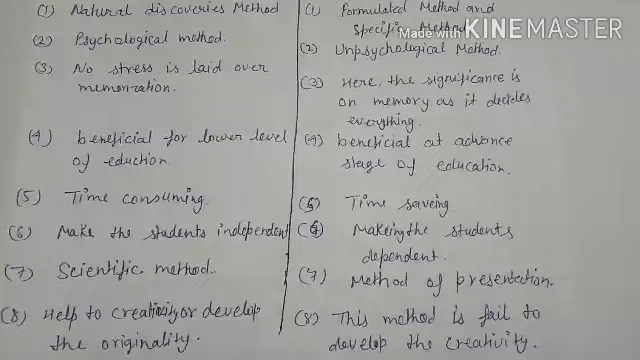 (1) Natural discoveries Method
(2) Psychological method.
(3) No stress is laid over
memorization.
(4) beneficial for lower level
of eduction.
(5) Time consuming.
(6) Make the students independent
(7) Scientific method.
(8) Help to creativity or develop
the originality.
(1) Formulated Method and
Specific Method
Made with KINEMASTER
(2) Unpsychological Method.
(3) Here, the significance is
on memory as it decides
everything.
(4) beneficial at advance
stage of education.
(5) Time saveing.
(6) Makeing the students
dependent.
(7) Method of presentation.
(8) This method is fail to
develop the creativity.